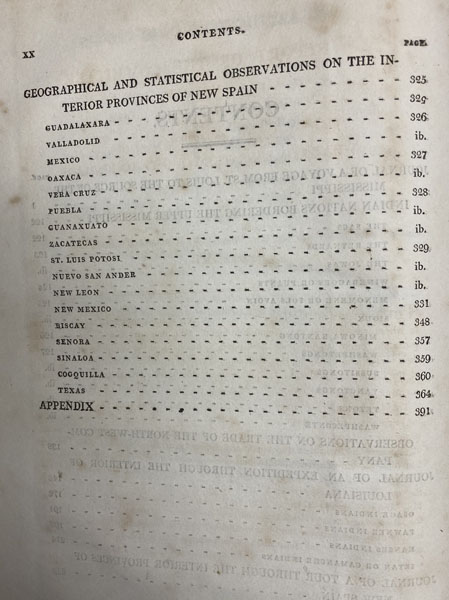 XX CONTENTS. PAGE.
GEOGRAPHICAL AND STATISTICAL OBSERVATIONS ON THE IN-
TERIOR PROVINCES OF NEW SPAIN - - - - - - - 325
GUADALAXARA - - - - - - - - - - - - - 329
VALLADOLID - - - - - - - - - - - - - 326
MEXICO - - - - - - - - - - - - - ib.
OAXACA - - - - - - - - - - - - - 327
VERA CRUZ - - - - - - - - - - - - - ib.
PUEBLA - - - - - - - - - - - - - 328
GUANAXUATO - - - - - - - - - - - - - ib.
ZACATECAS - - - - - - - - - - - - - ib.
ST. LUIS POTOSI - - - - - - - - - - - - - 329
NUEVO SAN ANDER - - - - - - - - - - - - - ib.
NEW LEON - - - - - - - - - - - - - ib.
NEW MEXICO - - - - - - - - - - - - - 331
BISCAY - - - - - - - - - - - - - 348
SENORA - - - - - - - - - - - - - 357
SINALOA - - - - - - - - - - - - - 359
COGQUILLA - - - - - - - - - - - - - 360
TEXAS - - - - - - - - - - - - - 364
APPENDIX - - - - - - - - - - - - - 391